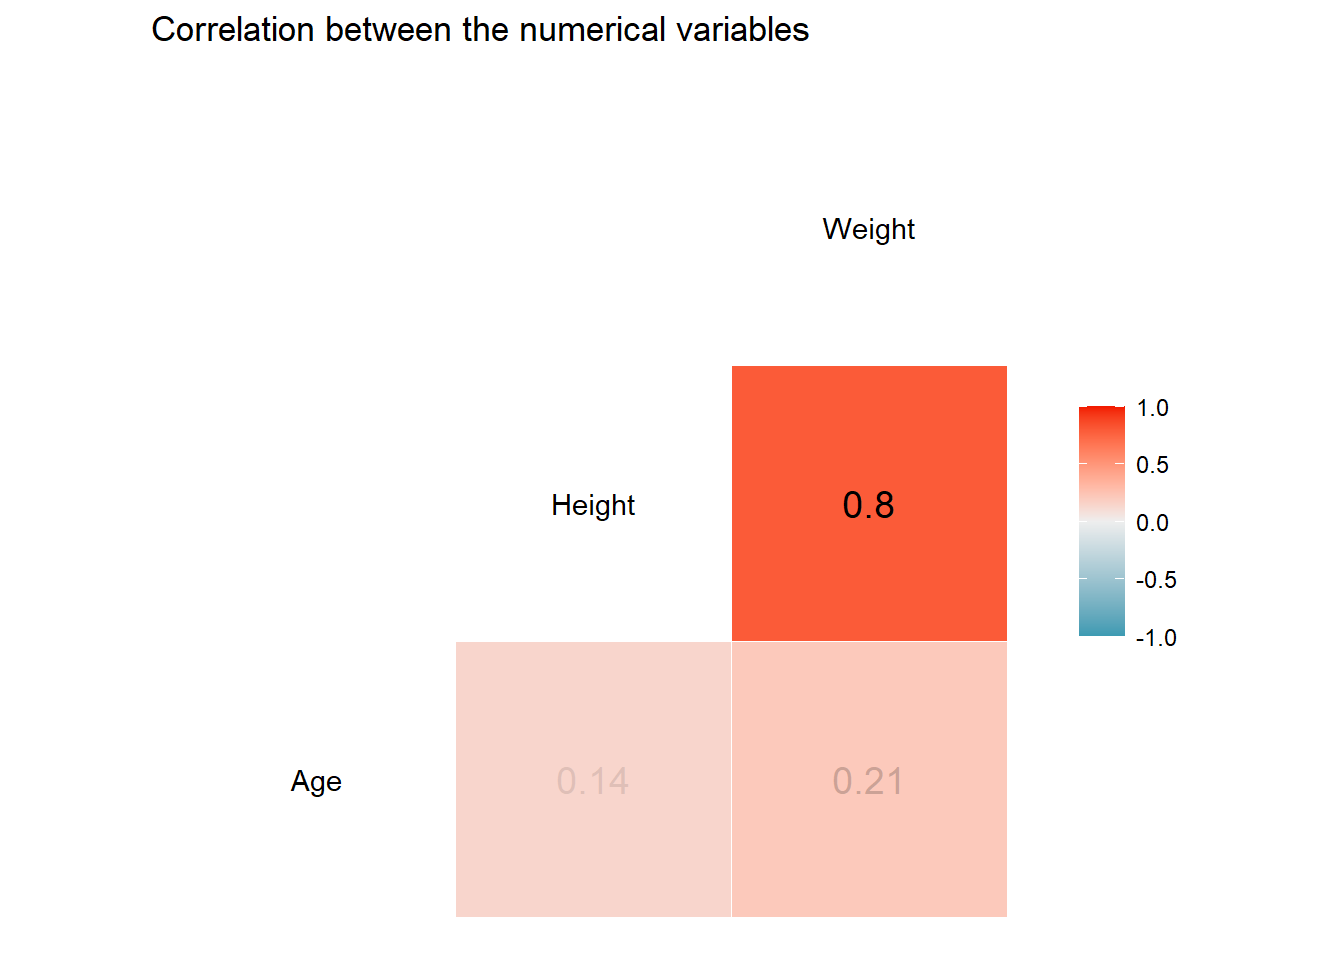 Correlation between the numerical variables
Weight
Height
0.8
Age
0.14
0.21
1.0
0.5
0.0
-0.5
-1.0